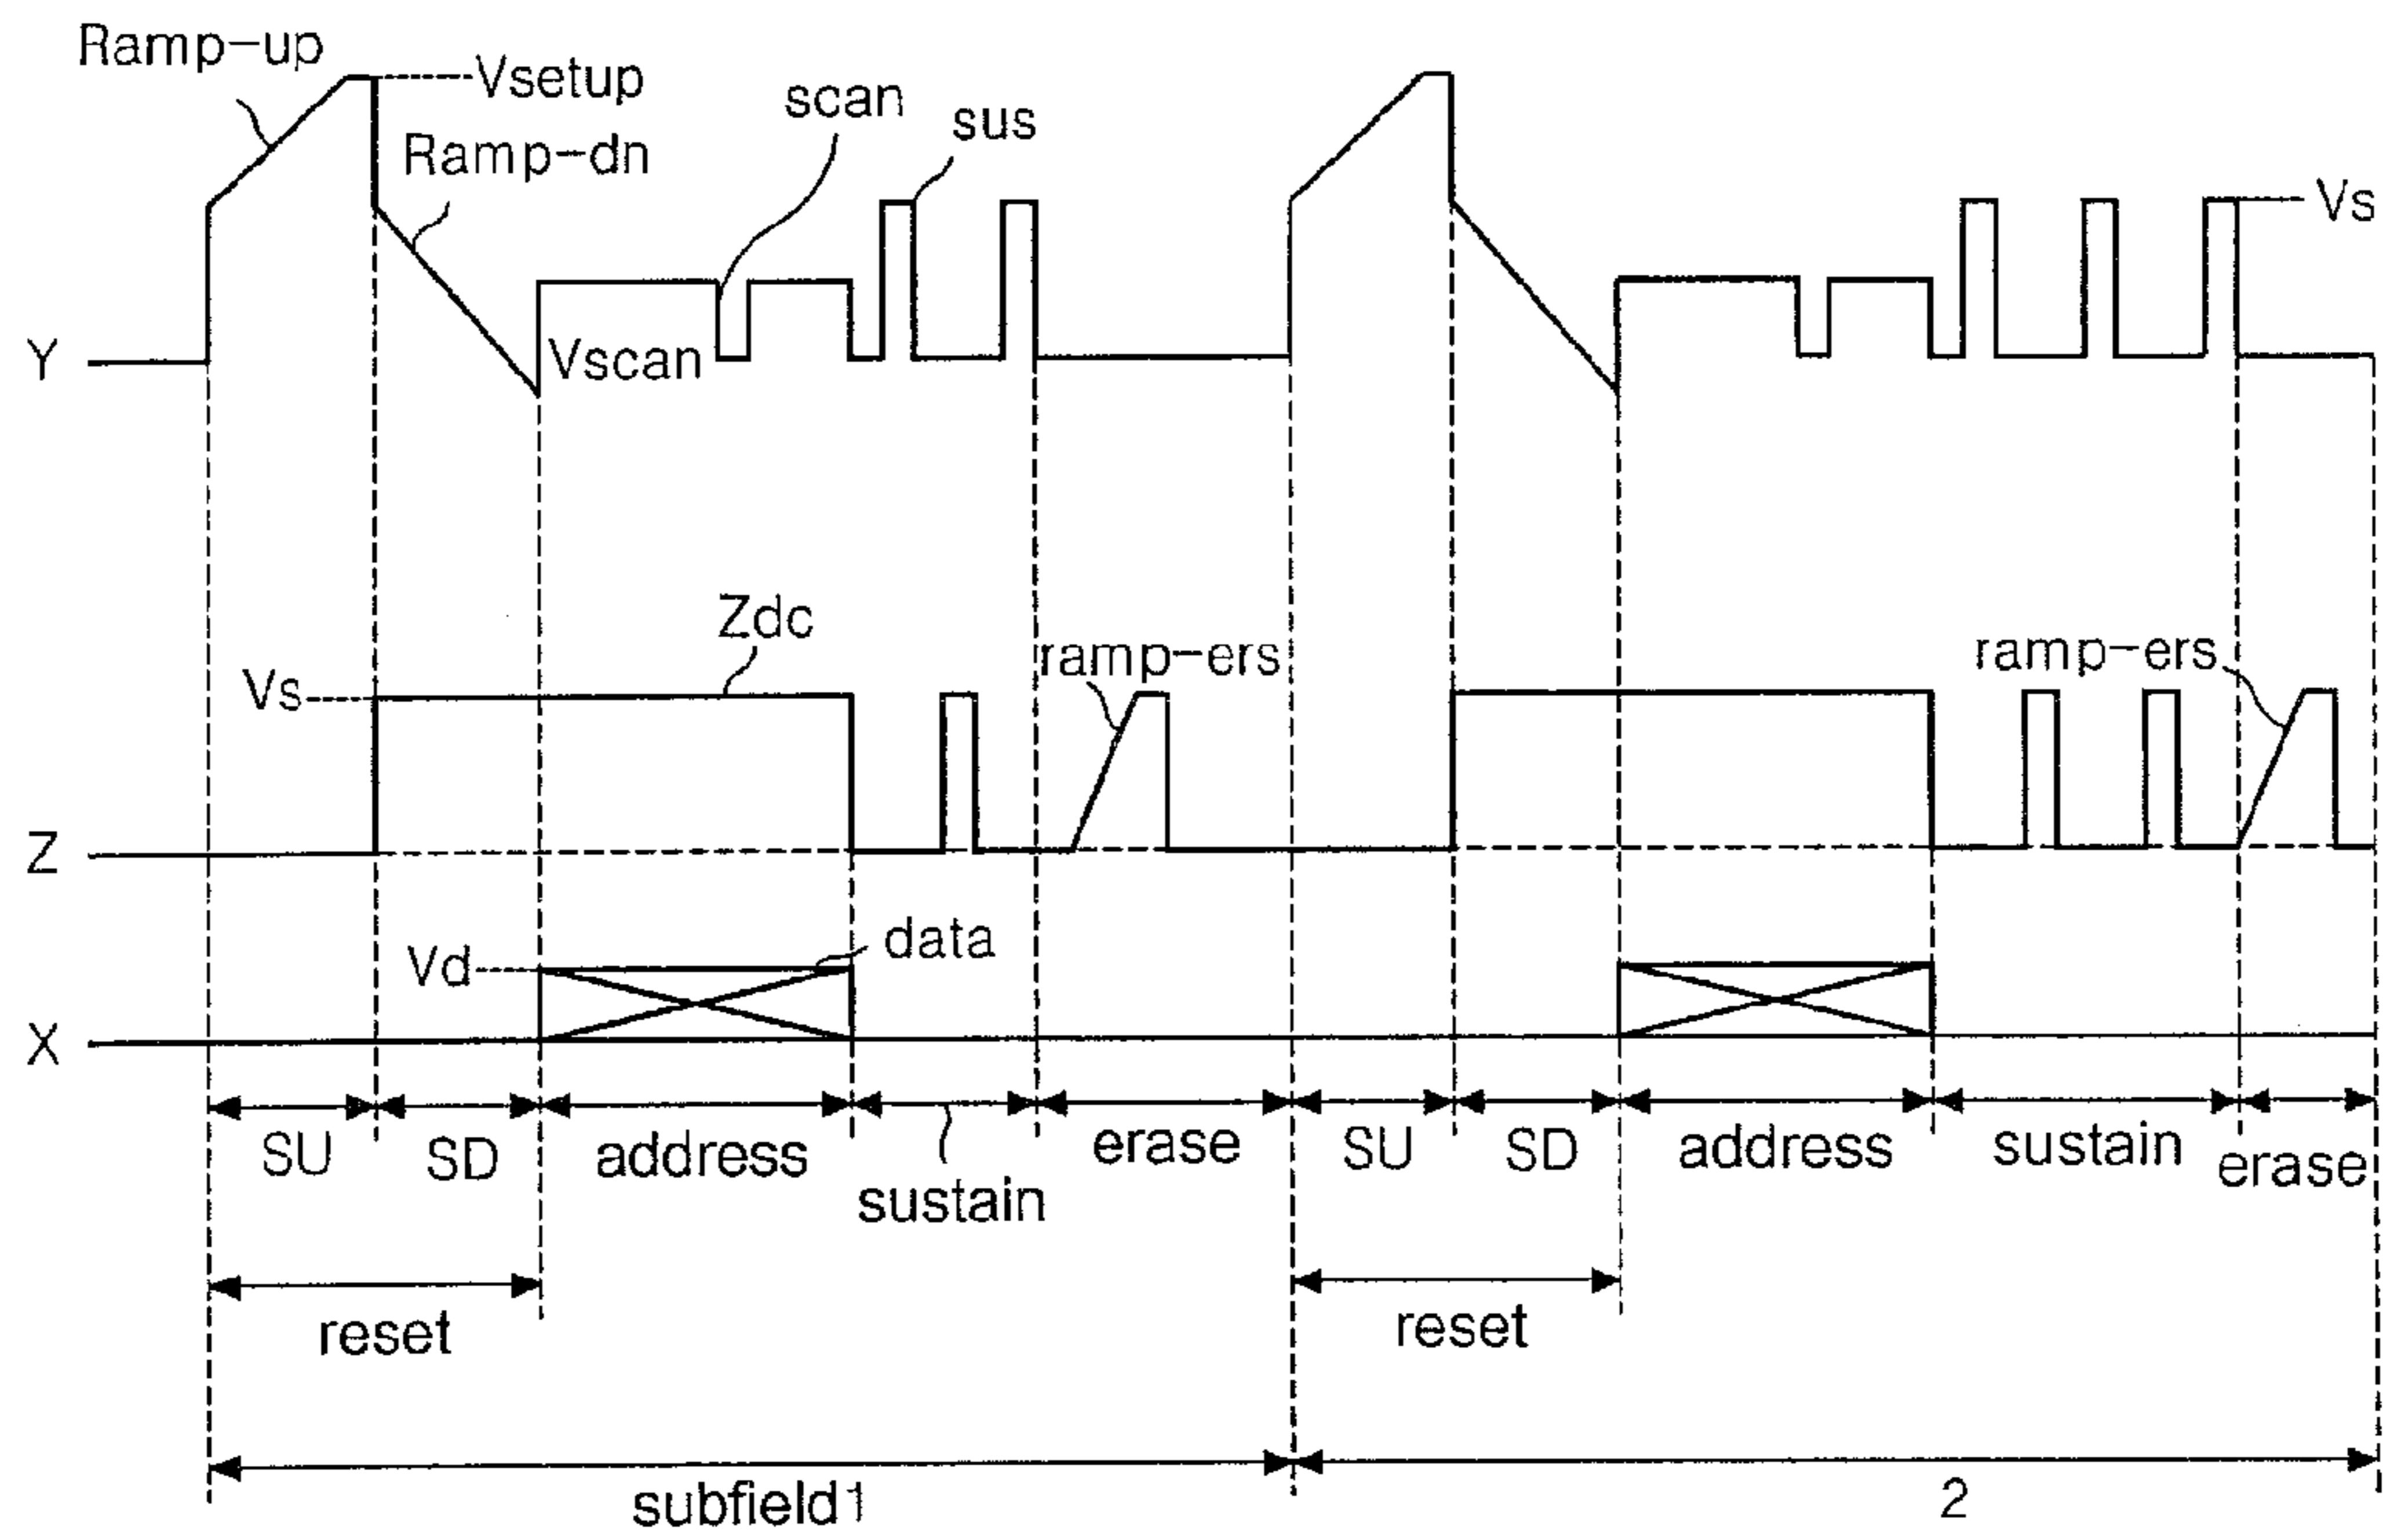 Ramp-up
Vsetup
scan
sus
Ramp-dn
Vs
Y
Vscan
Zdc
ramp-ers
ramp-ers
Vs
Z
data
Vd
X
SU
SD
address
sustain
erase
SU
SD
address
sustain
erase
reset
reset
subfield1
2